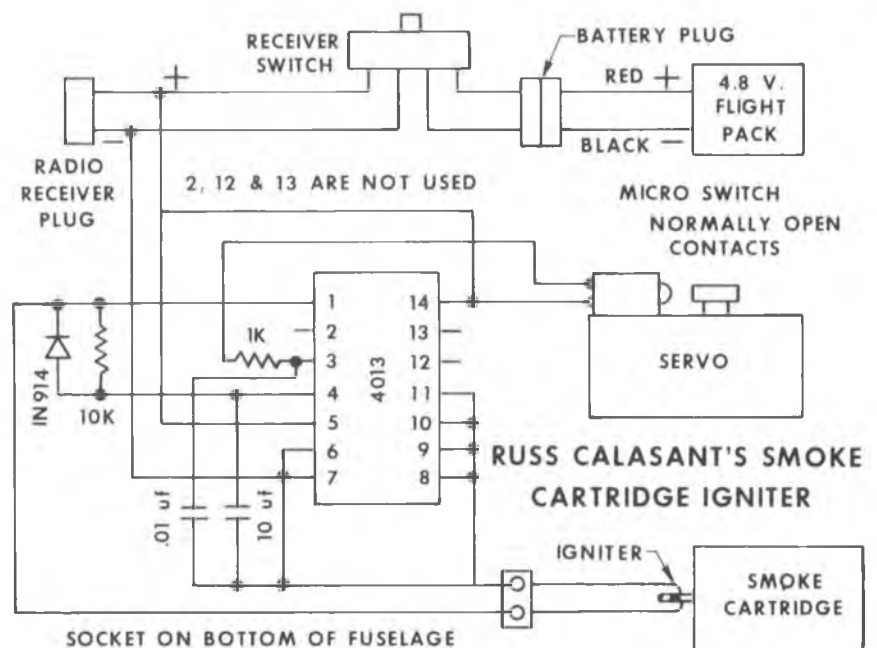 RECEIVER
SWITCH
BATTERY PLUG
RED +
BLACK −
4.8 V.
FLIGHT
PACK
+
−
RADIO
RECEIVER
PLUG
2, 12 & 13 ARE NOT USED
MICRO SWITCH
NORMALLY OPEN
CONTACTS
SERVO
1
2
3
4
5
6
7
4013
14
13
12
11
10
9
8
1K
IN914
10K
.01 uf
10 uf
RUSS CALASANT'S SMOKE
CARTRIDGE IGNITER
IGNITER
SMOKE
CARTRIDGE
SOCKET ON BOTTOM OF FUSELAGE